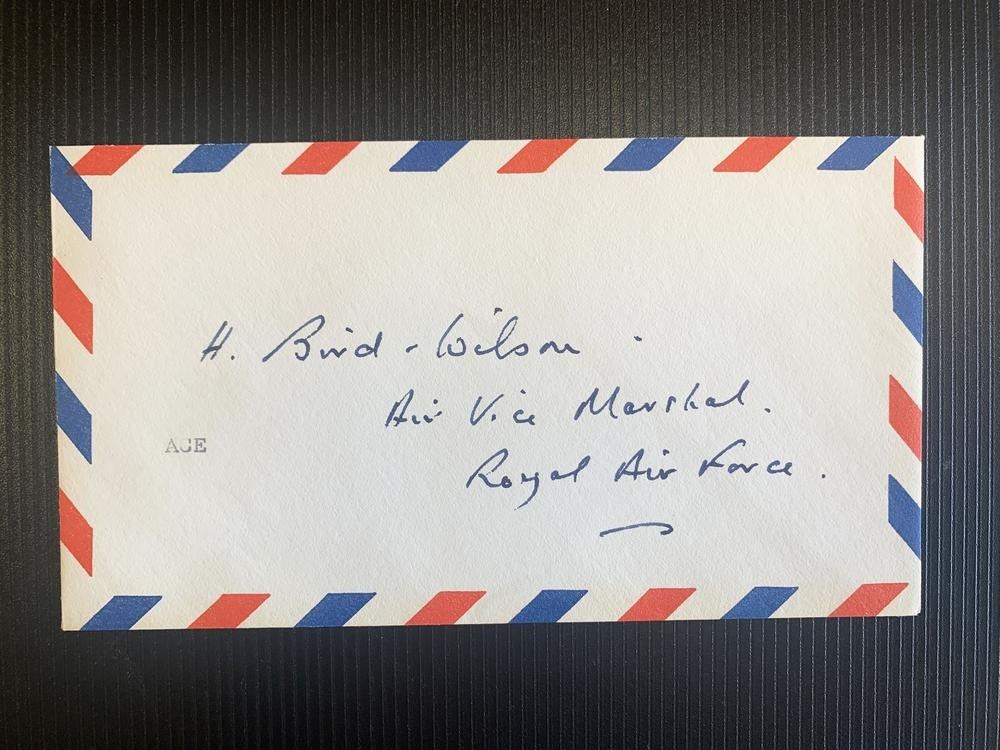 H. Bird-Wilson.
Air Vice Marshal.
ACE
Royal Air Force.